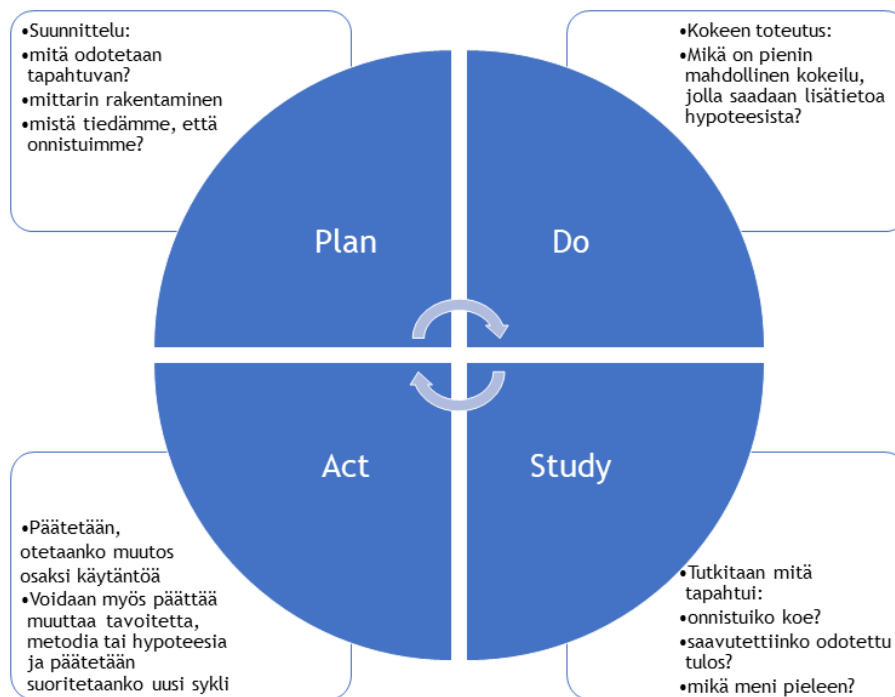 •Suunnittelu:
•mitä odotetaan
tapahtuvan?
•mittarin rakentaminen
•mistä tiedämme, että
onnistuimme?
•Kokeen toteutus:
•Mikä on pienin
mahdollinen kokeilu,
jolla saadaan lisätietoa
hypoteesista?
Plan
Do
Act
Study
•Päätetään,
otetaanko muutos
osaksi käytäntöä
•Voidaan myös päättää
muuttaa tavoitetta,
metodia tai hypoteesia
ja päätetään
suoritetaanko uusi sykli
•Tutkitaan mitä
tapahtui:
•onnistuiko koe?
•saavutettiinko odotettu
tulos?
•mikä meni pieleen?